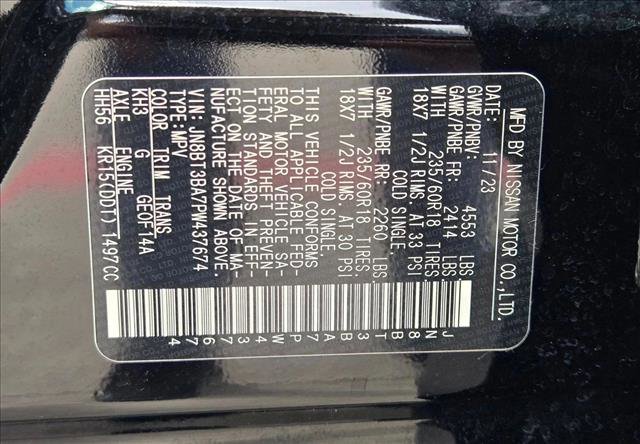 MFD BY NISSAN MOTOR CO.,LTD.
11/23
GVWR/PNBV: 4553 LBS.
GAWR/PNBE FR: 2414 LBS.
WITH 235/60R18 TIRES
18X7 1/2J RIMS, AT 33 PSI
COLD SINGLE.
GAWR/PNBE RR: 2260 LBS.
WITH 235/60R18 TIRES
18X7 1/2J RIMS, AT 30 PSI
COLD SINGLE.
THIS VEHICLE CONFORMS
TO ALL APPLICABLE FED-
ERAL MOTOR VEHICLE SA-
FETY AND THEFT PREVEN-
TION STANDARDS IN EFF-
ECT ON THE DATE OF MA-
NUFACTURE SHOWN ABOVE.
VIN: JN8BT3BA7PW437674
TYPE: MPV
COLOR TRIM TRANS
KH3 G GE0F14A
AXLE ENGINE
HH56 KR15(DDT) 1497CC
J N 8 B T 3 B A 7 P W 4 3 7 6 7 4